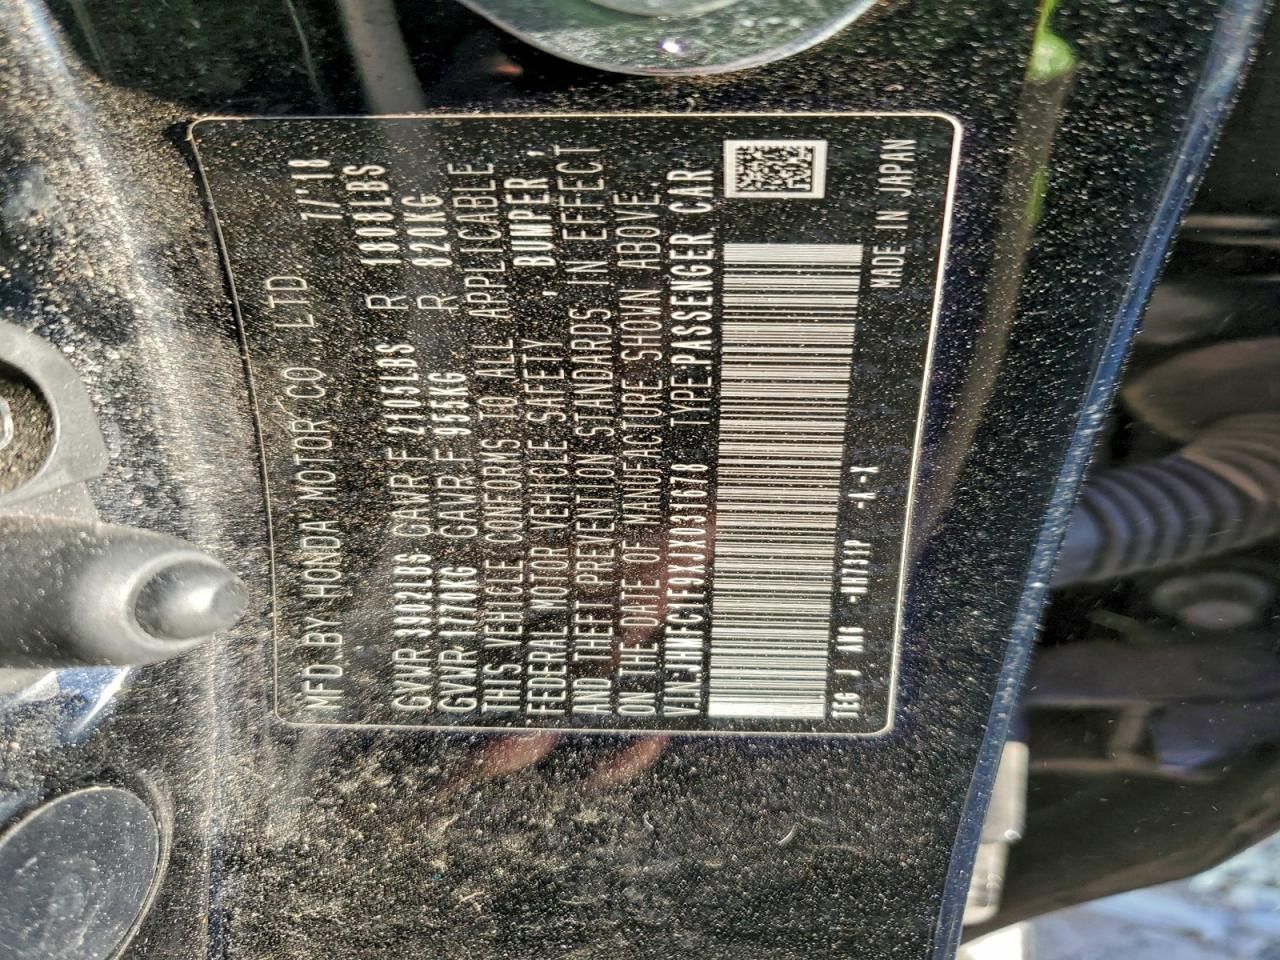 MFD.BY HONDA MOTOR CO.,LTD. 7/'18
GVWR 3902LBS GAWR F 2105LBS R 1808LBS
GVWR 1770KG GAWR F 955KG R 820KG
THIS VEHICLE CONFORMS TO ALL APPLICABLE
FEDERAL MOTOR VEHICLE SAFETY,'BUMPER,'
AND THEFT PREVENTION STANDARDS IN EFFECT
ON THE DATE OF MANUFACTURE SHOWN ABOVE.
V.I.N. TYPE PASSENGER CAR
-A-X
MADE IN JAPAN